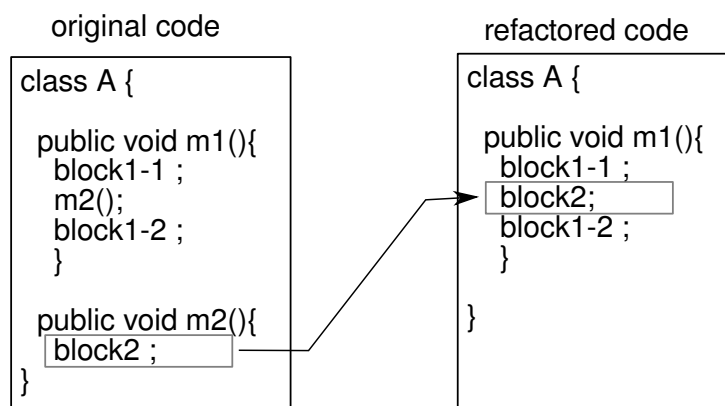 original code
class A {
public void m1(){
block1-1 ;
m2();
block1-2 ;
}
public void m2(){
block2 ;
}
refactored code
class A {
public void m1(){
block1-1 ;
block2;
block1-2 ;
}
}